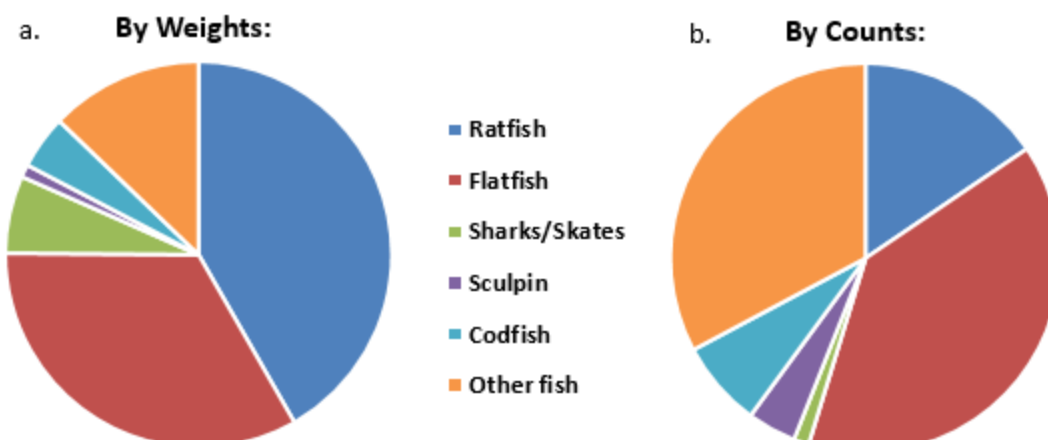 a.
By Weights:
b.
By Counts:
Ratfish
Flatfish
Sharks/Skates
Sculpin
Codfish
Other fish